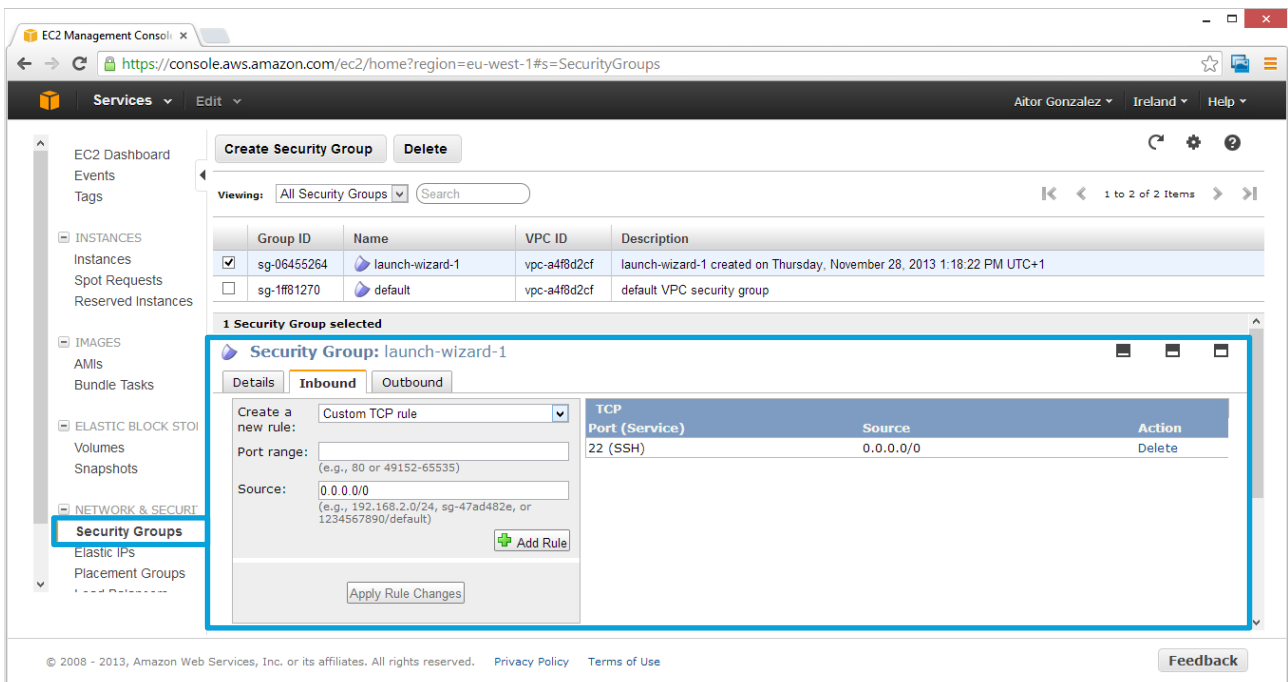 EC2 Management Consol
https://console.aws.amazon.com/ec2/home?region=eu-west-1#s=SecurityGroups
Services Edit Aitor Gonzalez Ireland Help
EC2 Dashboard
Events
Tags
INSTANCES
Instances
Spot Requests
Reserved Instances
IMAGES
AMIs
Bundle Tasks
ELASTIC BLOCK STO
Volumes
Snapshots
NETWORK & SECURIT
Security Groups
Elastic IPs
Placement Groups
Create Security Group Delete
Viewing: All Security Groups Search 1 to 2 of 2 Items
Group ID Name VPC ID Description
sg-06455264 launch-wizard-1 vpc-a4f8d2cf launch-wizard-1 created on Thursday, November 28, 2013 1:18:22 PM UTC+1
sg-1ff81270 default vpc-a4f8d2cf default VPC security group
1 Security Group selected
Security Group: launch-wizard-1
Details Inbound Outbound
Create a new rule: Custom TCP rule
Port range:
(e.g., 80 or 49152-65535)
Source: 0.0.0.0/0
(e.g., 192.168.2.0/24, sg-47ad482e, or
1234567890/default)
Add Rule
Apply Rule Changes
TCP
Port (Service) Source Action
22 (SSH) 0.0.0.0/0 Delete
© 2008 - 2013, Amazon Web Services, Inc. or its affiliates. All rights reserved. Privacy Policy Terms of Use Feedback